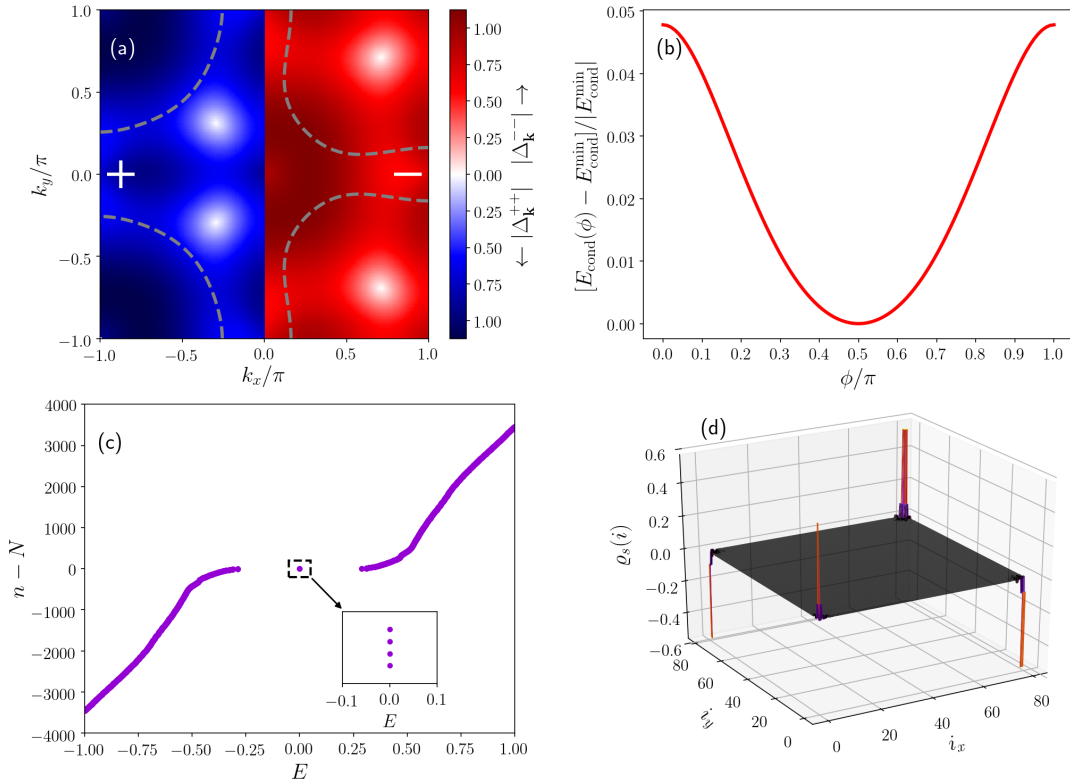 (a)
1.0
0.5
0.0
−0.5
−1.0
k_y/π
−1.0 −0.5 0.0 0.5 1.0
k_x/π
+
−
1.00
0.75
0.50
0.25
0.00
0.25
0.50
0.75
1.00
← |Δ_𝐤^{++}| |Δ_𝐤^{−−}| →
(b)
0.05
0.04
0.03
0.02
0.01
0.00
[E_cond(ϕ) − E_cond^min]/|E_cond^min|
0.0 0.1 0.2 0.3 0.4 0.5 0.6 0.7 0.8 0.9 1.0
ϕ/π
(c)
4000
3000
2000
1000
0
−1000
−2000
−3000
−4000
n − N
−1.00 −0.75 −0.50 −0.25 0.00 0.25 0.50 0.75 1.00
E
−0.1 0.0 0.1
E
(d)
0.6
0.4
0.2
0.0
−0.2
−0.4
−0.6
ϱ_s(i)
80
60
40
20
0
i_y
0 20 40 60 80
i_x